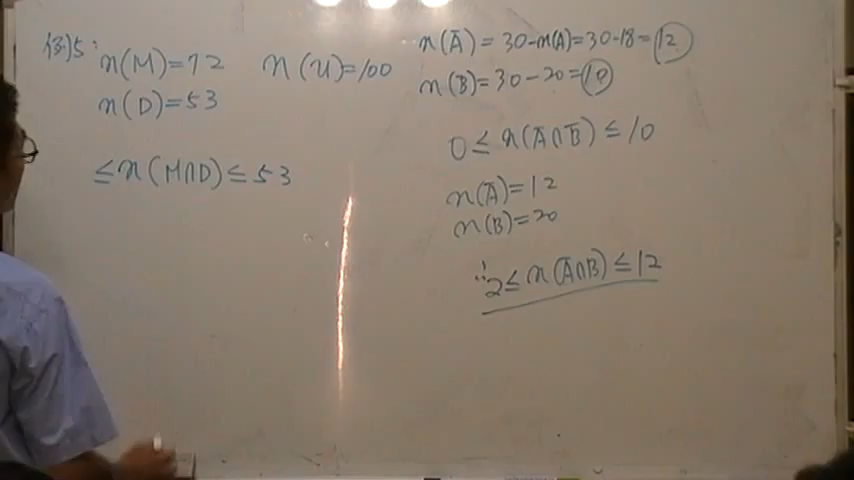 例5:
n(M)=72 n(U)=100
n(D)=53
≤n(M∩D)≤53
n(A̅)=30-n(A)=30-18=12
n(B̅)=30-20=10
0≤n(A̅∩B̅)≤10
n(A̅)=12
n(B)=20
∴2≤n(A̅∩B)≤12